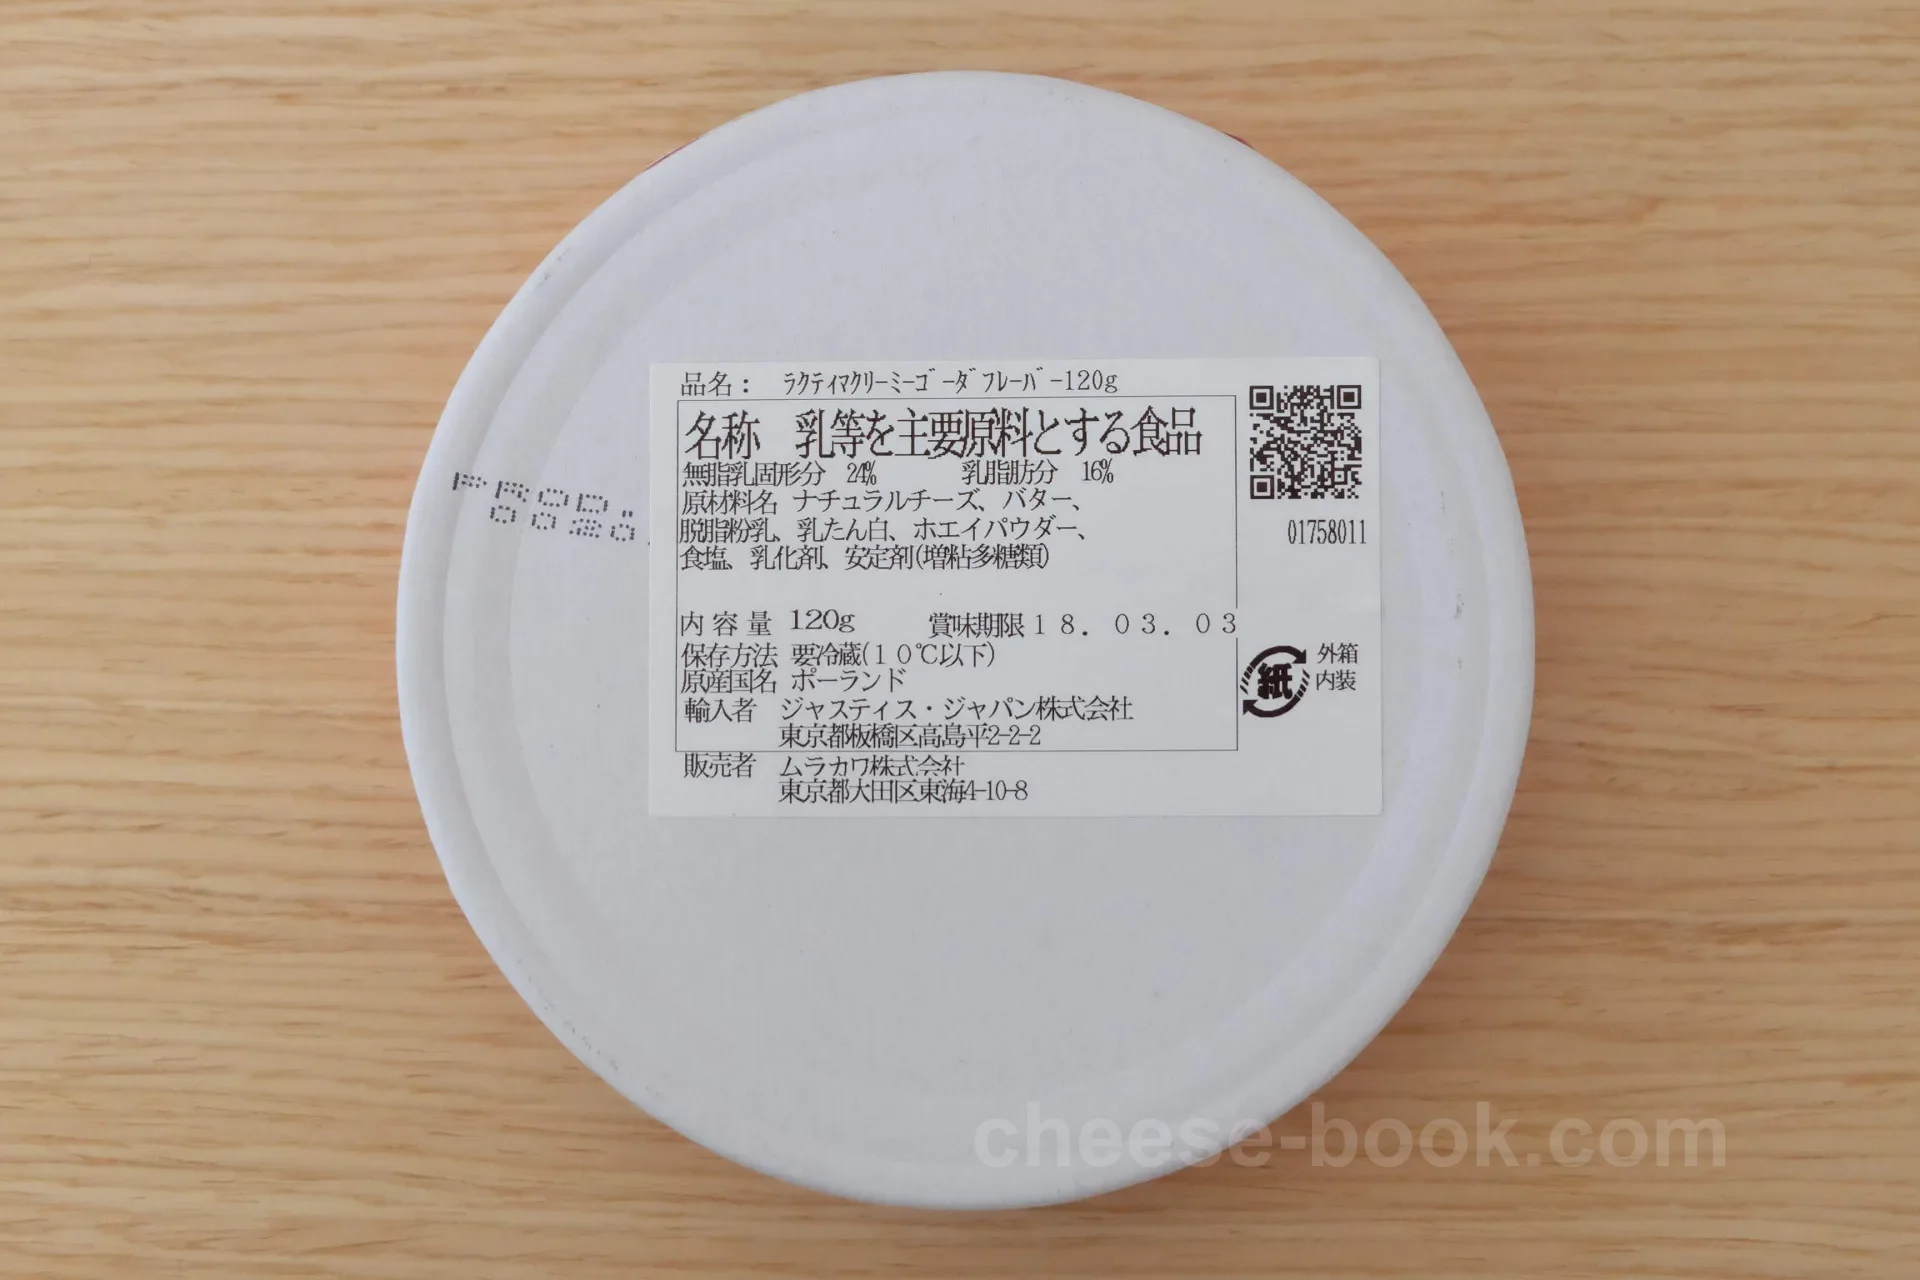 品名： ﾗｸﾃｨﾏｸﾘｰﾐｰｺﾞｰﾀﾞﾌﾚｰﾊﾞｰ120g
名称 乳等を主要原料とする食品
無脂乳固形分 24% 乳脂肪分 16%
原材料名 ナチュラルチーズ、バター、
脱脂粉乳、乳たん白、ホエイパウダー、
食塩、乳化剤、安定剤(増粘多糖類)
内容量 120g 賞味期限 18. 03. 03
保存方法 要冷蔵(10℃以下)
原産国名 ポーランド
輸入者 ジャスティス・ジャパン株式会社
東京都板橋区高島平2-2-2
販売者 ムラカワ株式会社
東京都大田区東海4-10-8
01758011
紙
外箱
内装
PROD.
cheese-book.com